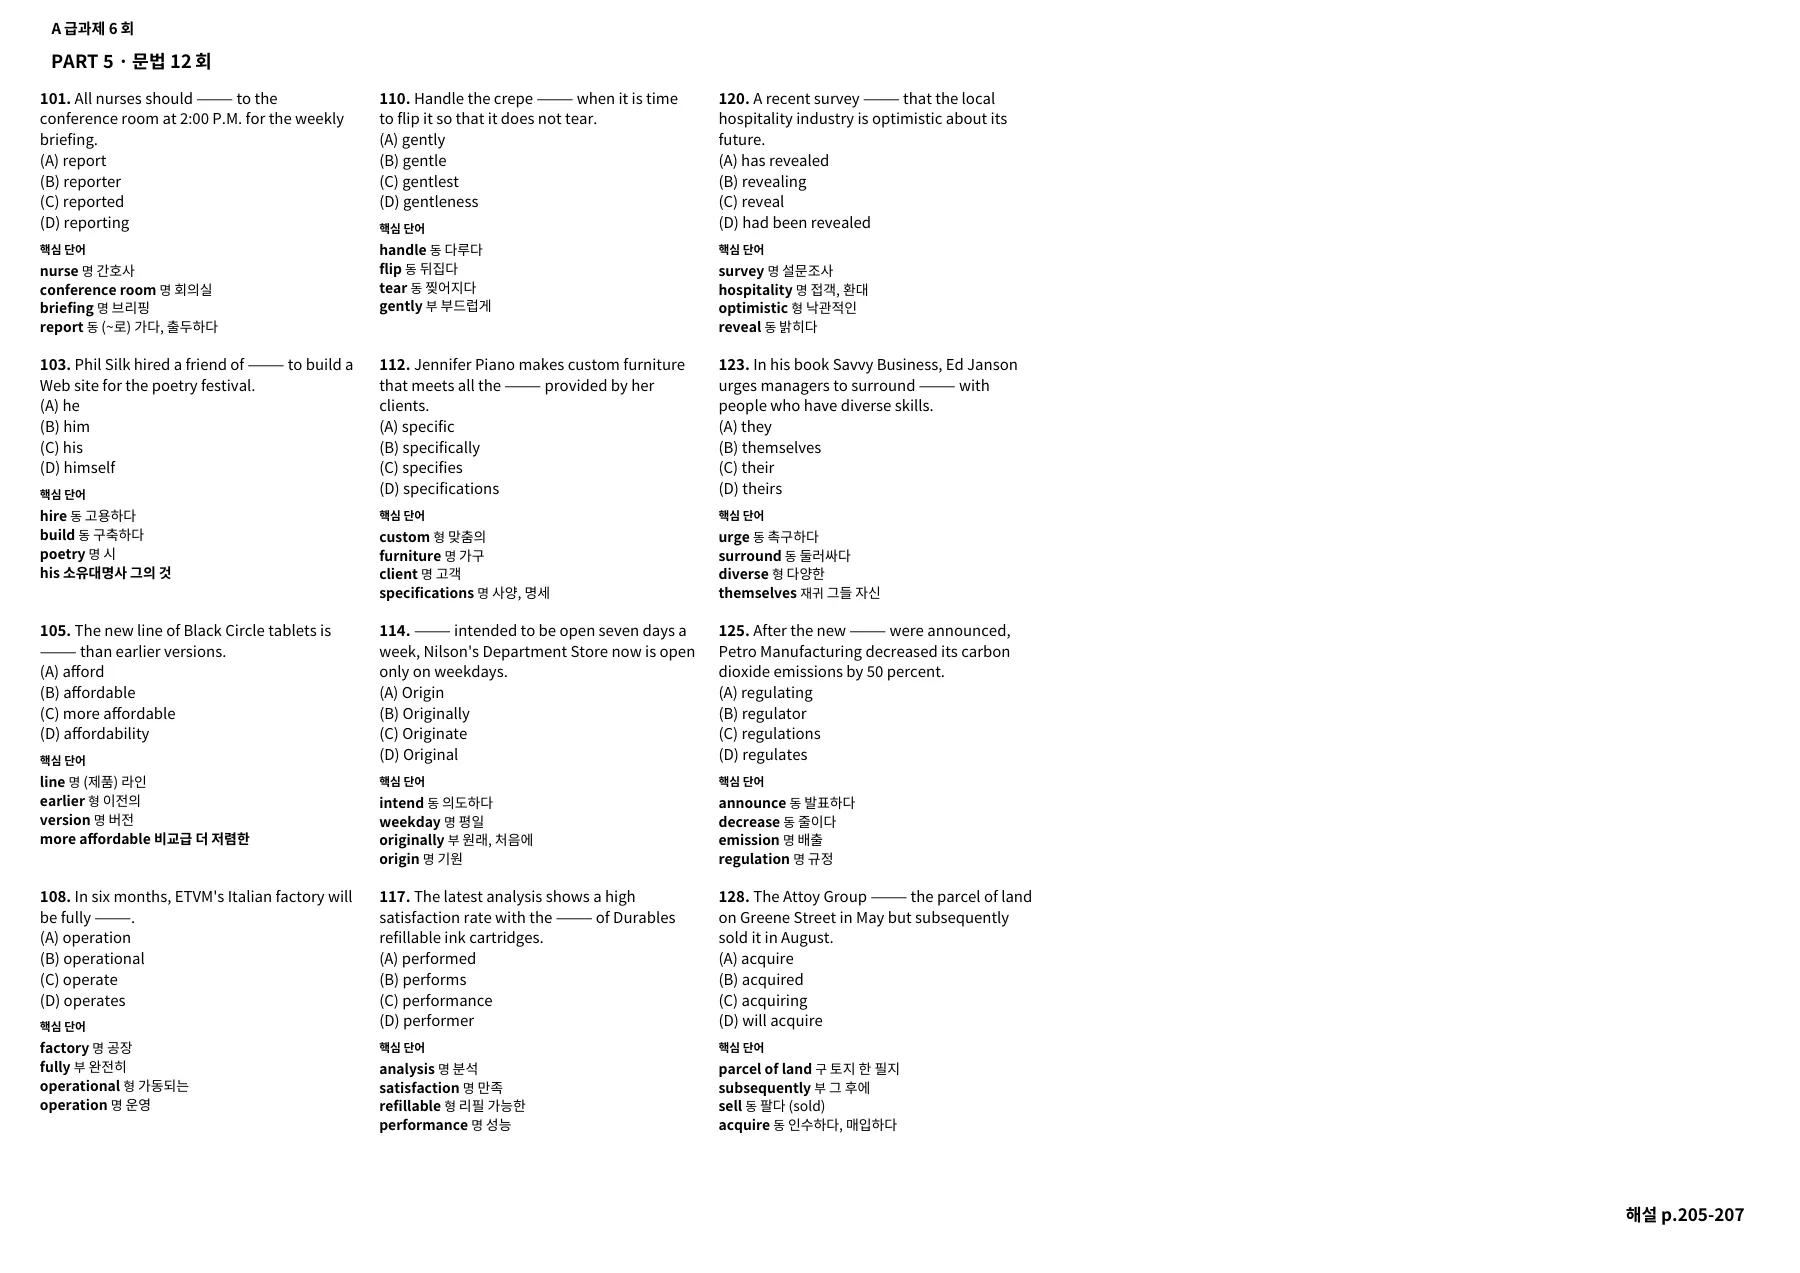 A 급과제 6 회
PART 5 · 문법 12 회
101. All nurses should ―― to the
conference room at 2:00 P.M. for the weekly
briefing.
(A) report
(B) reporter
(C) reported
(D) reporting
핵심 단어
nurse 명 간호사
conference room 명 회의실
briefing 명 브리핑
report 동 (~로) 가다, 출두하다
103. Phil Silk hired a friend of ―― to build a
Web site for the poetry festival.
(A) he
(B) him
(C) his
(D) himself
핵심 단어
hire 동 고용하다
build 동 구축하다
poetry 명 시
his 소유대명사 그의 것
105. The new line of Black Circle tablets is
―― than earlier versions.
(A) afford
(B) affordable
(C) more affordable
(D) affordability
핵심 단어
line 명 (제품) 라인
earlier 형 이전의
version 명 버전
more affordable 비교급 더 저렴한
108. In six months, ETVM's Italian factory will
be fully ――.
(A) operation
(B) operational
(C) operate
(D) operates
핵심 단어
factory 명 공장
fully 부 완전히
operational 형 가동되는
operation 명 운영
110. Handle the crepe ―― when it is time
to flip it so that it does not tear.
(A) gently
(B) gentle
(C) gentlest
(D) gentleness
핵심 단어
handle 동 다루다
flip 동 뒤집다
tear 동 찢어지다
gently 부 부드럽게
112. Jennifer Piano makes custom furniture
that meets all the ―― provided by her
clients.
(A) specific
(B) specifically
(C) specifies
(D) specifications
핵심 단어
custom 형 맞춤의
furniture 명 가구
client 명 고객
specifications 명 사양, 명세
114. ―― intended to be open seven days a
week, Nilson's Department Store now is open
only on weekdays.
(A) Origin
(B) Originally
(C) Originate
(D) Original
핵심 단어
intend 동 의도하다
weekday 명 평일
originally 부 원래, 처음에
origin 명 기원
117. The latest analysis shows a high
satisfaction rate with the ―― of Durables
refillable ink cartridges.
(A) performed
(B) performs
(C) performance
(D) performer
핵심 단어
analysis 명 분석
satisfaction 명 만족
refillable 형 리필 가능한
performance 명 성능
120. A recent survey ―― that the local
hospitality industry is optimistic about its
future.
(A) has revealed
(B) revealing
(C) reveal
(D) had been revealed
핵심 단어
survey 명 설문조사
hospitality 명 접객, 환대
optimistic 형 낙관적인
reveal 동 밝히다
123. In his book Savvy Business, Ed Janson
urges managers to surround ―― with
people who have diverse skills.
(A) they
(B) themselves
(C) their
(D) theirs
핵심 단어
urge 동 촉구하다
surround 동 둘러싸다
diverse 형 다양한
themselves 재귀 그들 자신
125. After the new ―― were announced,
Petro Manufacturing decreased its carbon
dioxide emissions by 50 percent.
(A) regulating
(B) regulator
(C) regulations
(D) regulates
핵심 단어
announce 동 발표하다
decrease 동 줄이다
emission 명 배출
regulation 명 규정
128. The Attoy Group ―― the parcel of land
on Greene Street in May but subsequently
sold it in August.
(A) acquire
(B) acquired
(C) acquiring
(D) will acquire
핵심 단어
parcel of land 구 토지 한 필지
subsequently 부 그 후에
sell 동 팔다 (sold)
acquire 동 인수하다, 매입하다
해설 p.205-207